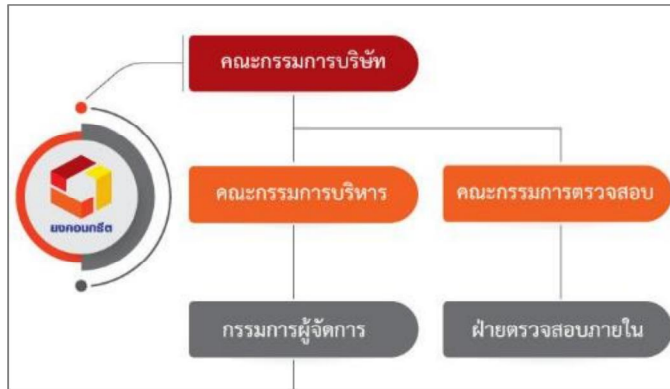 คณะกรรมการบริษัท
คณะกรรมการบริหาร
คณะกรรมการตรวจสอบ
ยงคอนกรีต
กรรมการผู้จัดการ
ฝ่ายตรวจสอบภายใน